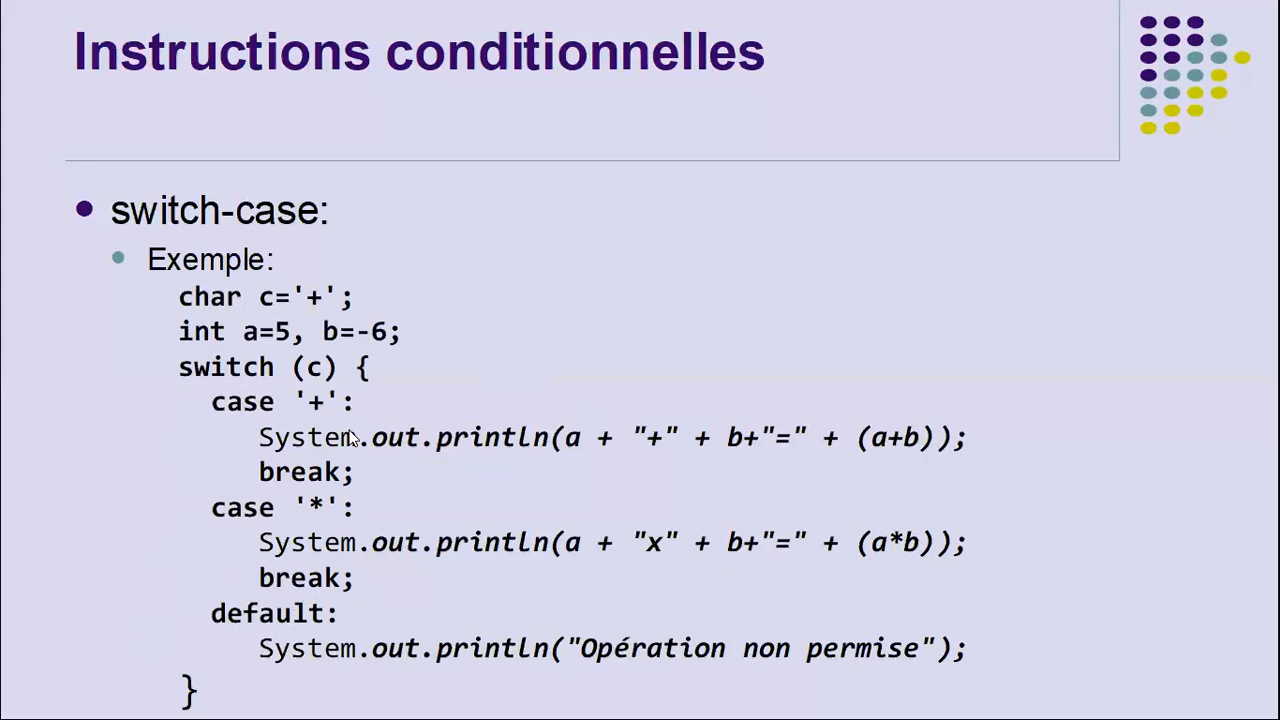 Instructions conditionnelles
switch-case:
Exemple:
char c='+';
int a=5, b=-6;
switch (c) {
case '+':
System.out.println(a + "+" + b+"=" + (a+b));
break;
case '*':
System.out.println(a + "x" + b+"=" + (a*b));
break;
default:
System.out.println("Opération non permise");
}